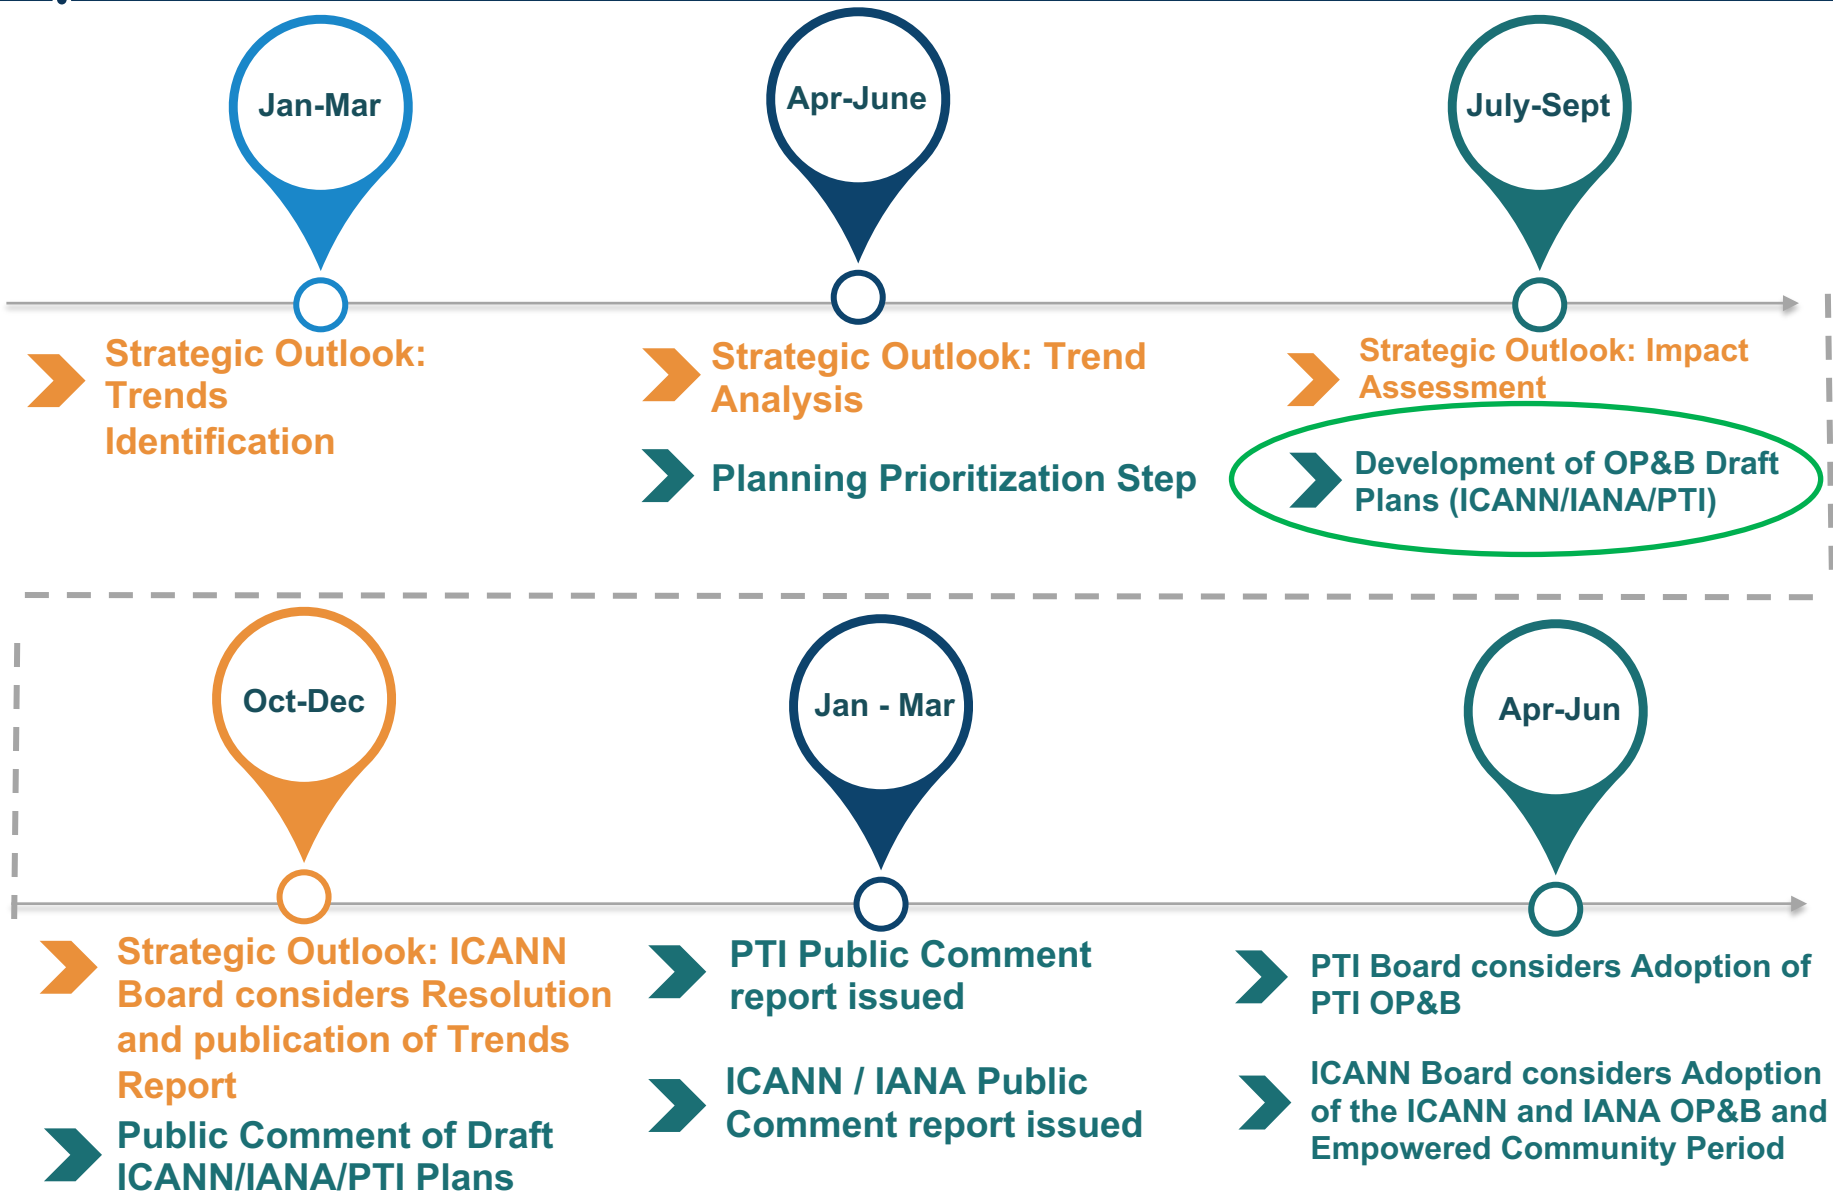 Jan-Mar
Apr-June
July-Sept
Strategic Outlook:
Trends
Identification
Strategic Outlook: Trend
Analysis
Planning Prioritization Step
Strategic Outlook: Impact
Assessment
Development of OP&B Draft
Plans (ICANN/IANA/PTI)
Oct-Dec
Jan - Mar
Apr-Jun
Strategic Outlook: ICANN
Board considers Resolution
and publication of Trends
Report
Public Comment of Draft
ICANN/IANA/PTI Plans
PTI Public Comment
report issued
ICANN / IANA Public
Comment report issued
PTI Board considers Adoption of
PTI OP&B
ICANN Board considers Adoption
of the ICANN and IANA OP&B and
Empowered Community Period